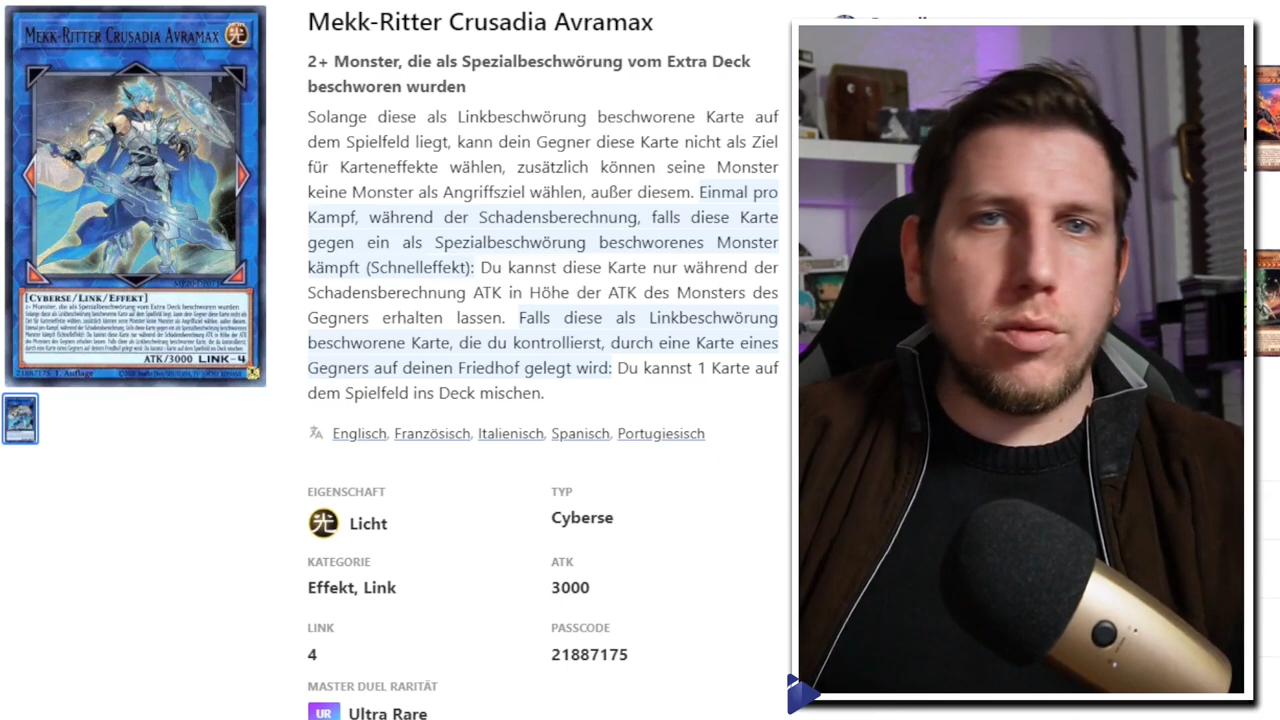 MEKK-RITTER CRUSADIA AVRAMAX
光
[CYBERSE/LINK/EFFEKT]
ATK/3000 LINK-4
21887175 1. Auflage
Mekk-Ritter Crusadia Avramax
2+ Monster, die als Spezialbeschwörung vom Extra Deck
beschworen wurden
Solange diese als Linkbeschwörung beschworene Karte auf
dem Spielfeld liegt, kann dein Gegner diese Karte nicht als Ziel
für Karteneffekte wählen, zusätzlich können seine Monster
keine Monster als Angriffsziel wählen, außer diesem. Einmal pro
Kampf, während der Schadensberechnung, falls diese Karte
gegen ein als Spezialbeschwörung beschworenes Monster
kämpft (Schnelleffekt): Du kannst diese Karte nur während der
Schadensberechnung ATK in Höhe der ATK des Monsters des
Gegners erhalten lassen. Falls diese als Linkbeschwörung
beschworene Karte, die du kontrollierst, durch eine Karte eines
Gegners auf deinen Friedhof gelegt wird: Du kannst 1 Karte auf
dem Spielfeld ins Deck mischen.
Englisch, Französisch, Italienisch, Spanisch, Portugiesisch
EIGENSCHAFT TYP
光 Licht Cyberse
KATEGORIE ATK
Effekt, Link 3000
LINK PASSCODE
4 21887175
MASTER DUEL RARITÄT
UR Ultra Rare